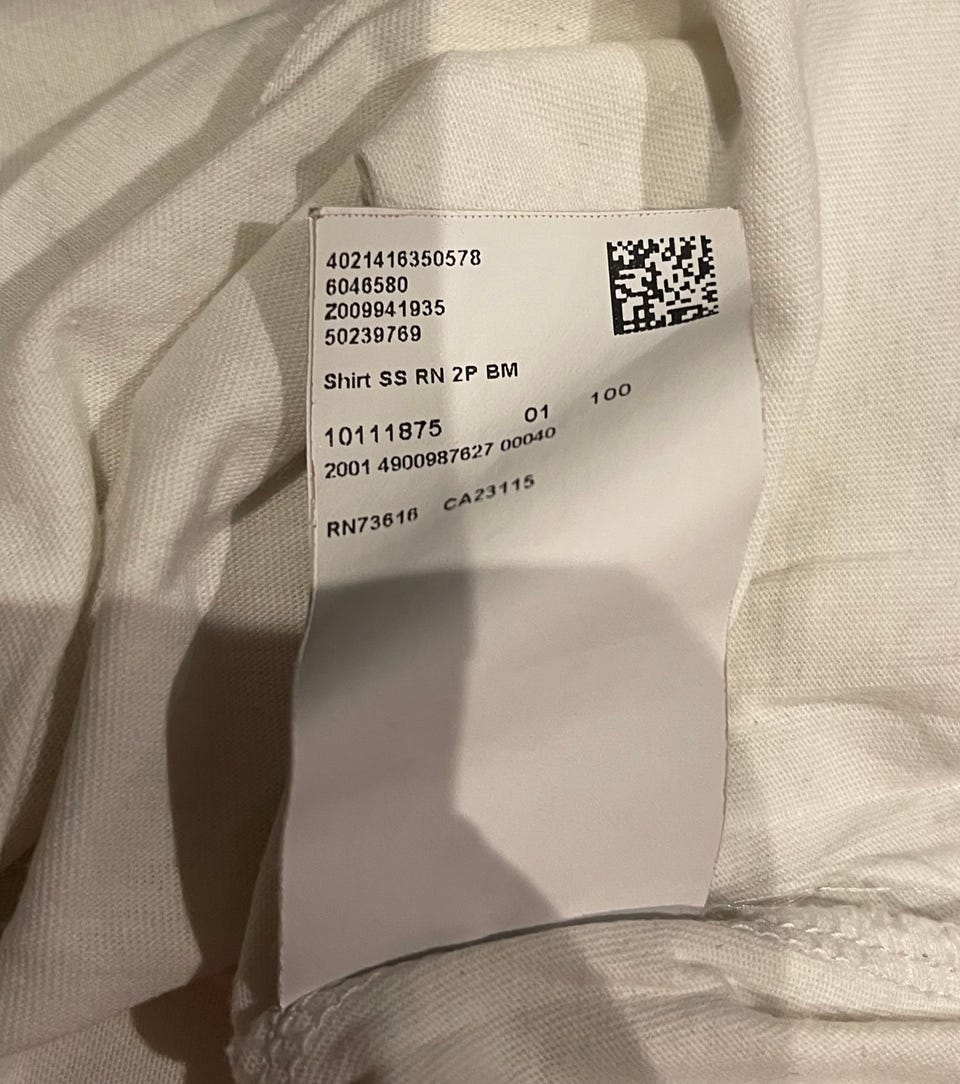 4021416350578
6046580
Z009941935
50239769
Shirt SS RN 2P BM
10111875 01 100
2001 4900987627 00040
RN73616 CA23115